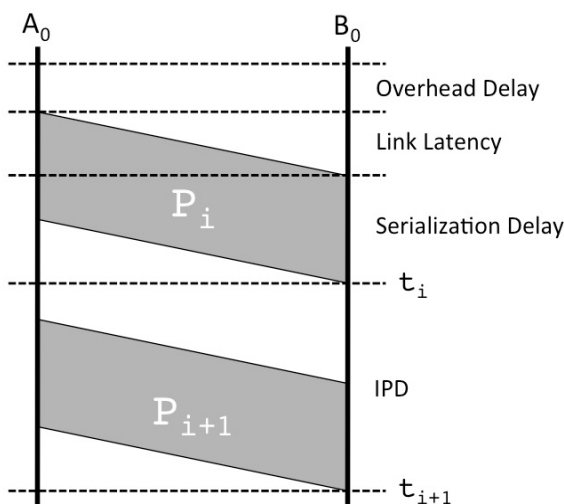 A₀ B₀
Overhead Delay
Link Latency
Pᵢ
Serialization Delay
tᵢ
IPD
Pᵢ₊₁
tᵢ₊₁